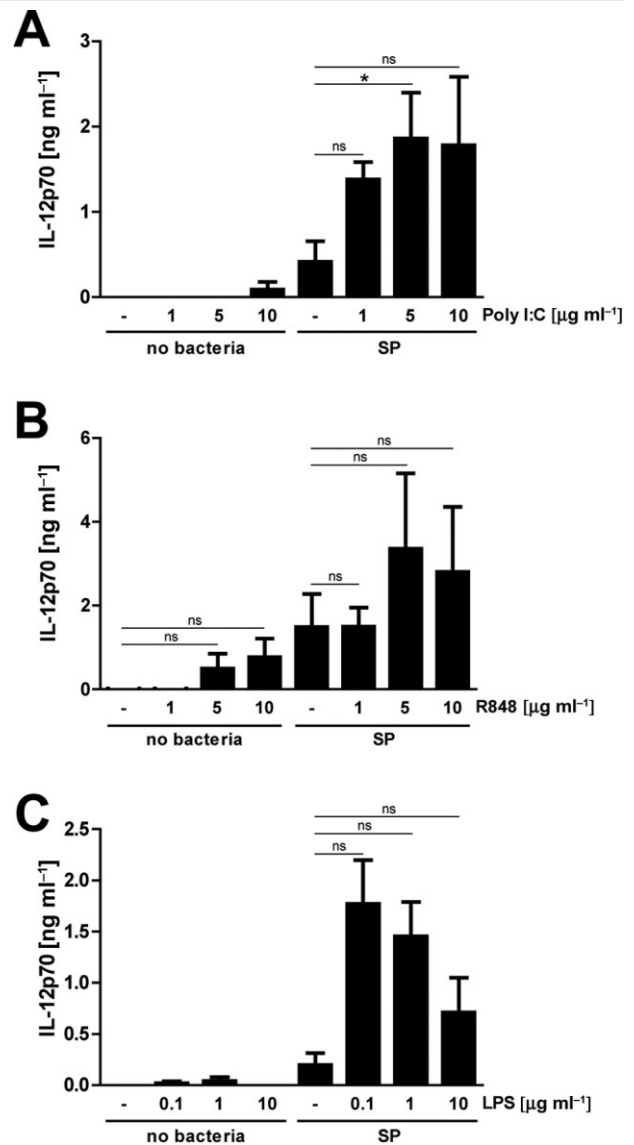 A
IL-12p70 [ng ml⁻¹]
3
2
1
0
ns
*
ns
- 1 5 10 - 1 5 10 Poly I:C [µg ml⁻¹]
no bacteria SP
B
IL-12p70 [ng ml⁻¹]
6
4
2
0
ns
ns
ns
ns
ns
- 1 5 10 - 1 5 10 R848 [µg ml⁻¹]
no bacteria SP
C
IL-12p70 [ng ml⁻¹]
2.5
2.0
1.5
1.0
0.5
0.0
ns
ns
ns
- 0.1 1 10 - 0.1 1 10 LPS [µg ml⁻¹]
no bacteria SP